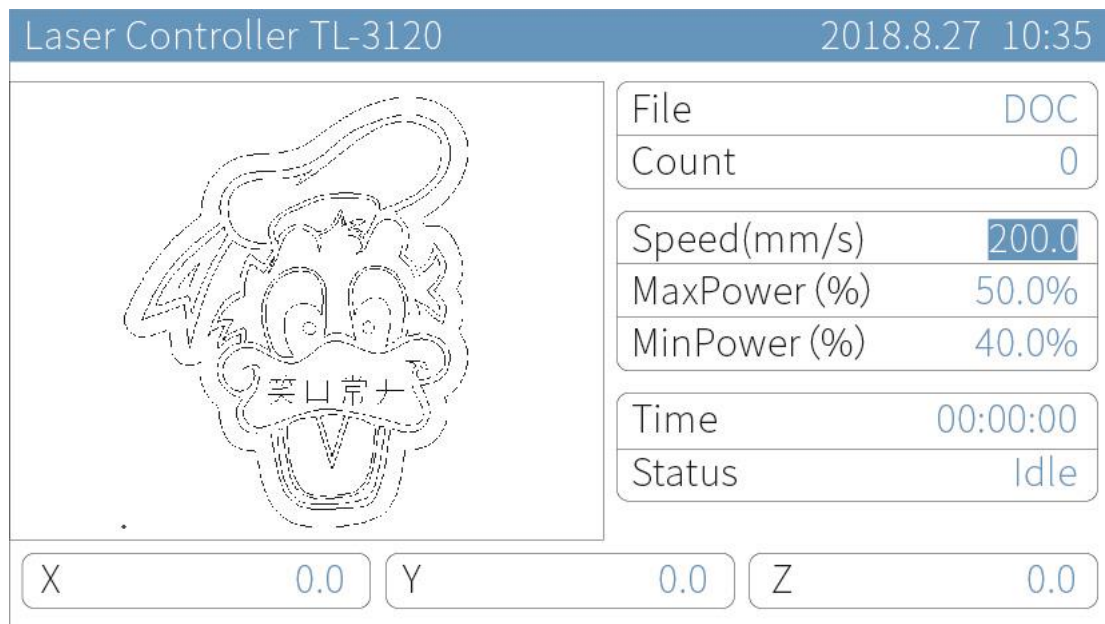 Laser Controller TL-3120 2018.8.27 10:35
File DOC
Count 0
Speed(mm/s) 200.0
MaxPower(%) 50.0%
MinPower(%) 40.0%
笑口常
Time 00:00:00
Status Idle
X 0.0 Y 0.0 Z 0.0